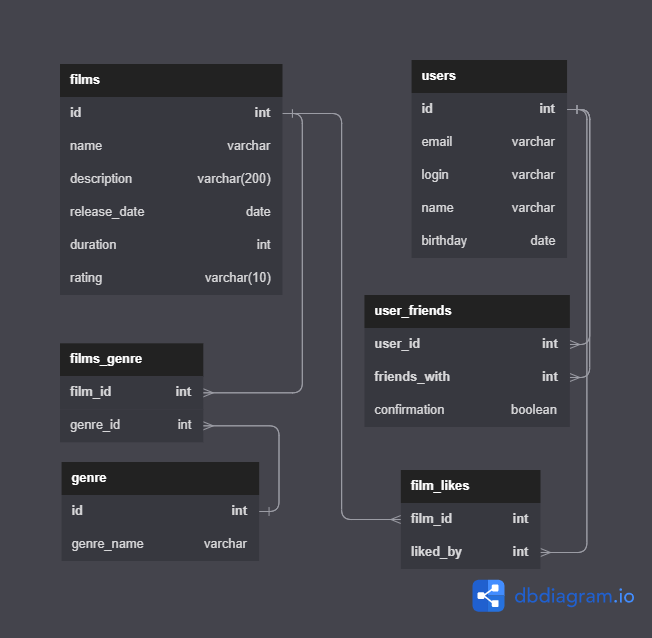 films
id int
name varchar
description varchar(200)
release_date date
duration int
rating varchar(10)
users
id int
email varchar
login varchar
name varchar
birthday date
user_friends
user_id int
friends_with int
confirmation boolean
films_genre
film_id int
genre_id int
genre
id int
genre_name varchar
film_likes
film_id int
liked_by int
dbdiagram.io